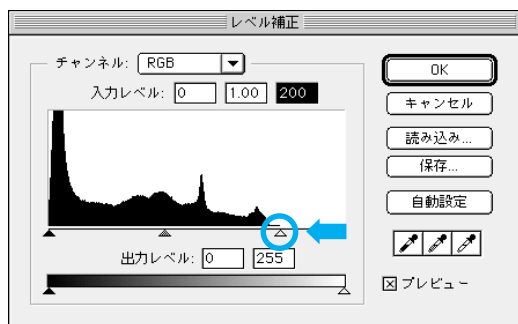 レベル補正
チャンネル: RGB
入力レベル: 0 1.00 200
出力レベル: 0 255
OK
キャンセル
読み込み...
保存...
自動設定
プレビュー